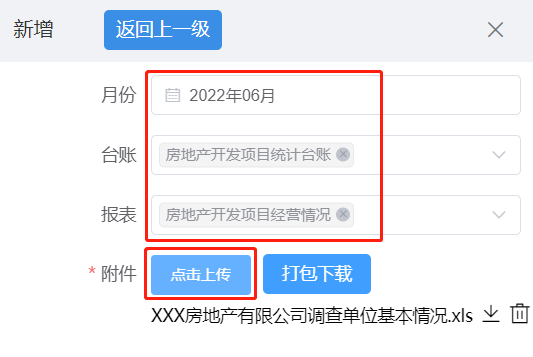 新增 返回上一级
月份 2022年06月
台账 房地产开发项目统计台账
报表 房地产开发项目经营情况
* 附件 点击上传 打包下载
XXX房地产有限公司调查单位基本情况.xls